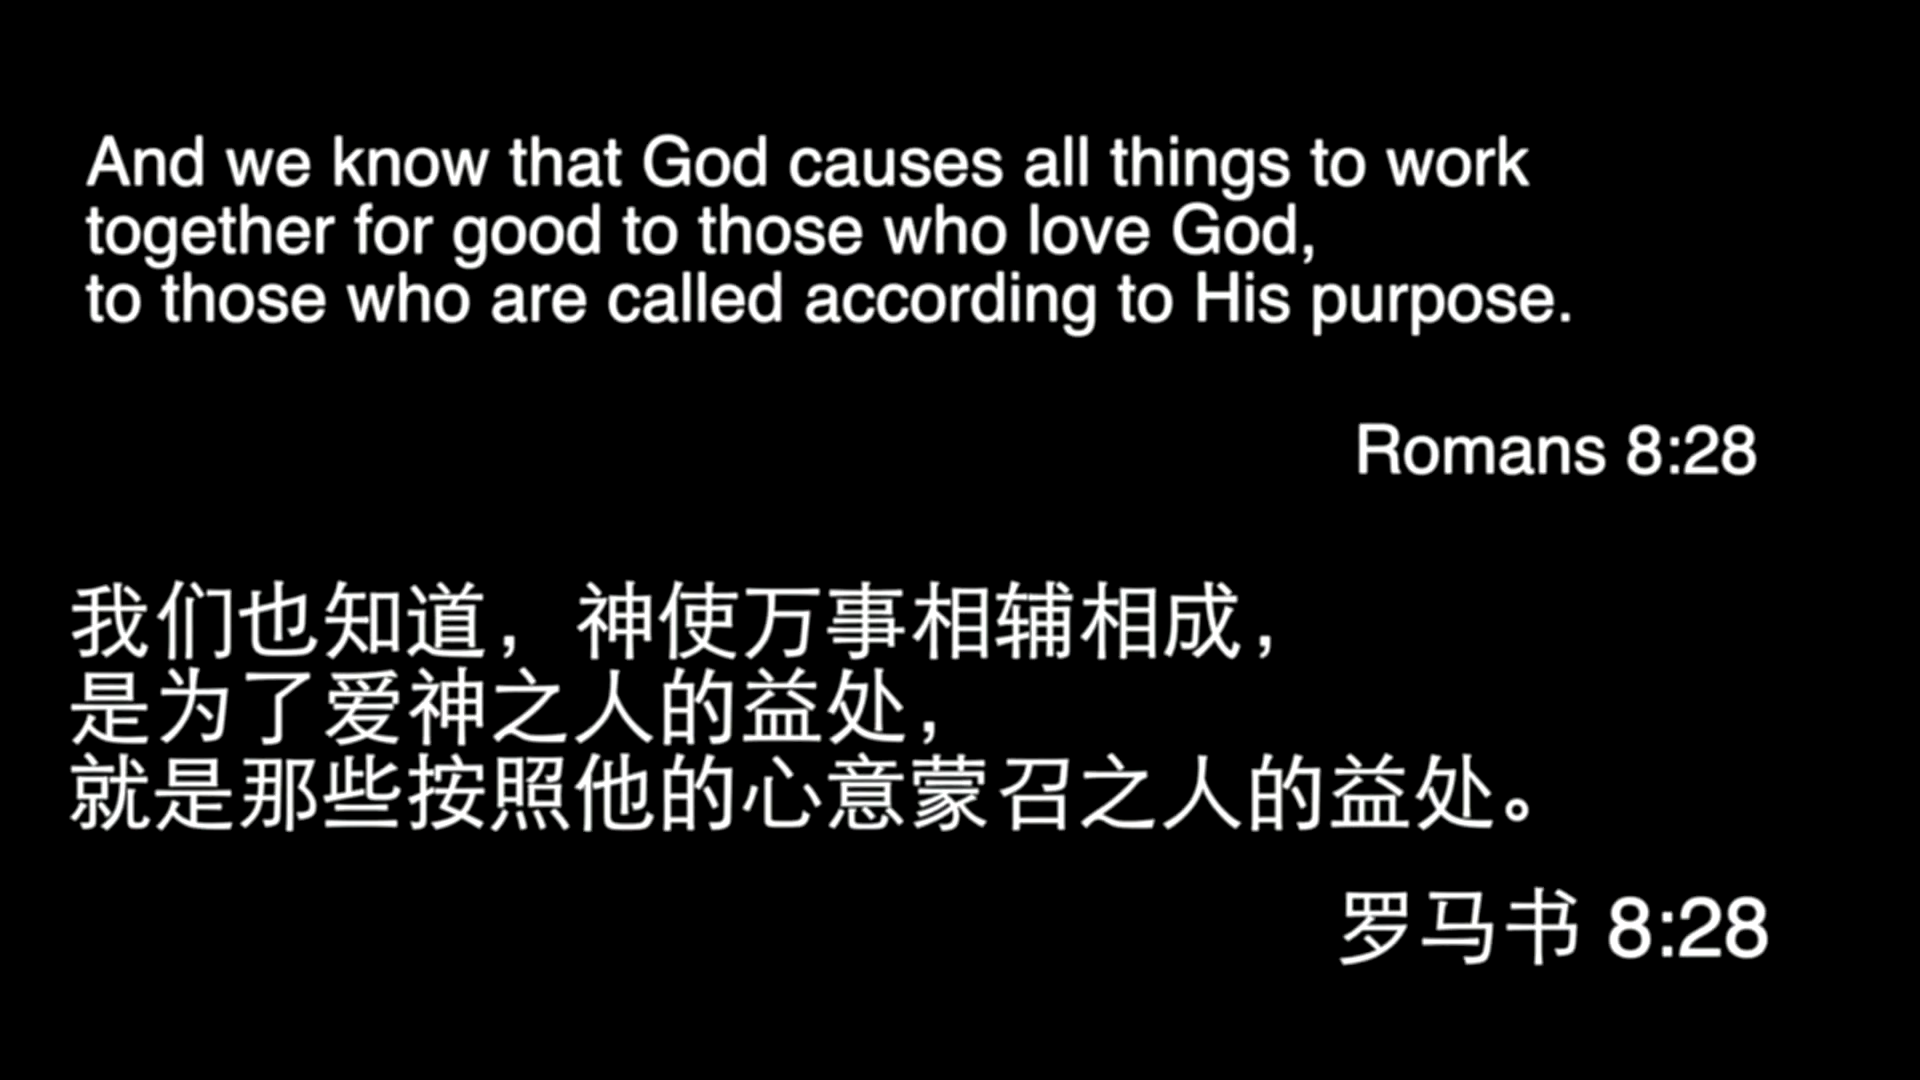 And we know that God causes all things to work
together for good to those who love God,
to those who are called according to His purpose.
Romans 8:28
我们也知道，神使万事相辅相成，
是为了爱神之人的益处，
就是那些按照他的心意蒙召之人的益处。
罗马书 8:28